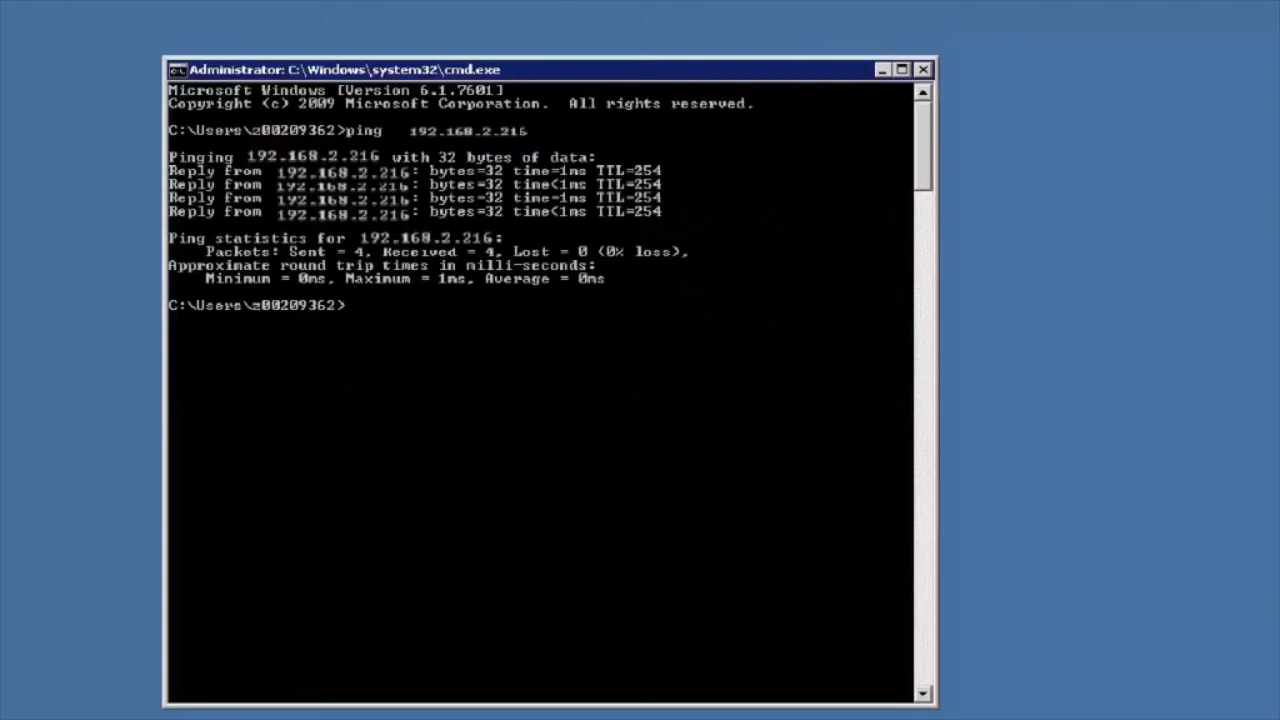 Administrator: C:\Windows\system32\cmd.exe
Microsoft Windows [Version 6.1.7601]
Copyright (c) 2009 Microsoft Corporation.  All rights reserved.
C:\Users\z00209362>ping 192.168.2.216
Pinging 192.168.2.216 with 32 bytes of data:
Reply from 192.168.2.216: bytes=32 time=1ms TTL=254
Reply from 192.168.2.216: bytes=32 time<1ms TTL=254
Reply from 192.168.2.216: bytes=32 time=1ms TTL=254
Reply from 192.168.2.216: bytes=32 time<1ms TTL=254
Ping statistics for 192.168.2.216:
Packets: Sent = 4, Received = 4, Lost = 0 (0% loss),
Approximate round trip times in milli-seconds:
Minimum = 0ms, Maximum = 1ms, Average = 0ms
C:\Users\z00209362>